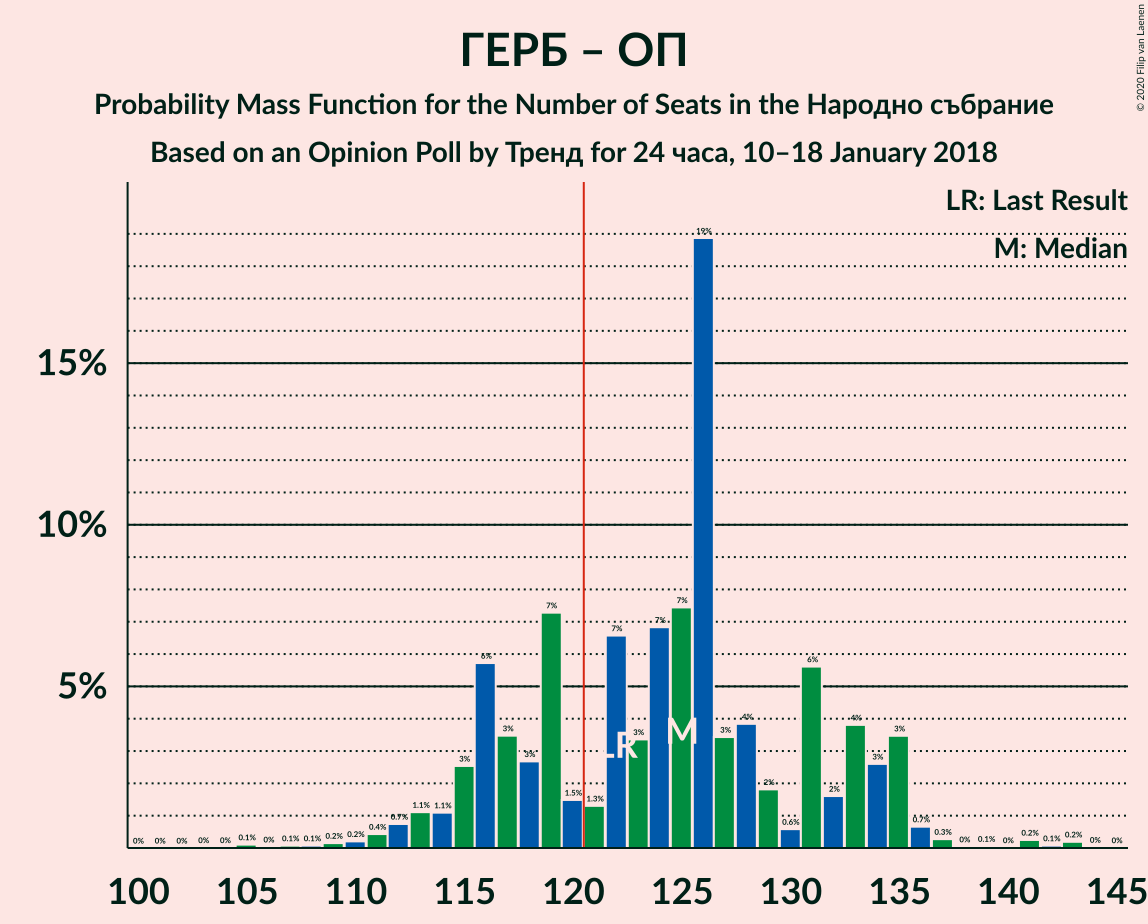 ГЕРБ – ОП
Probability Mass Function for the Number of Seats in the Народно събрание
Based on an Opinion Poll by Тренд for 24 часа, 10–18 January 2018
© 2020 Filip van Laenen
LR: Last Result
M: Median
15%
10%
5%
0% 0% 0% 0% 0% 0.1% 0% 0.1% 0.1% 0.2% 0.2% 0.4% 0.7% 1.1% 1.1% 3% 6% 3% 3% 7% 1.5% 1.3% 7% 3% 7% 7% 19% 3% 4% 2% 0.6% 6% 2% 4% 3% 3% 0.7% 0.3% 0% 0.1% 0% 0.2% 0.1% 0.2% 0% 0%
LR M
100 105 110 115 120 125 130 135 140 145